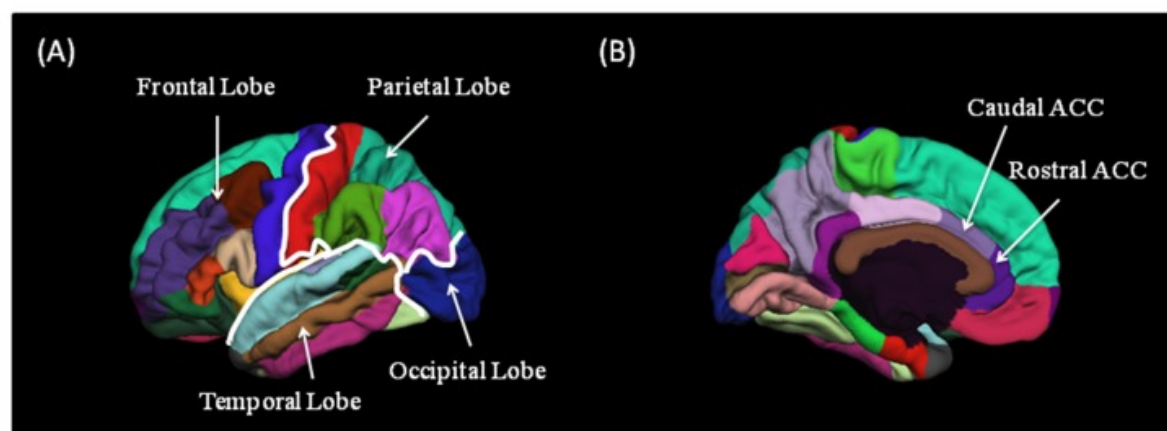 (A)
Frontal Lobe
Parietal Lobe
Temporal Lobe
Occipital Lobe
(B)
Caudal ACC
Rostral ACC